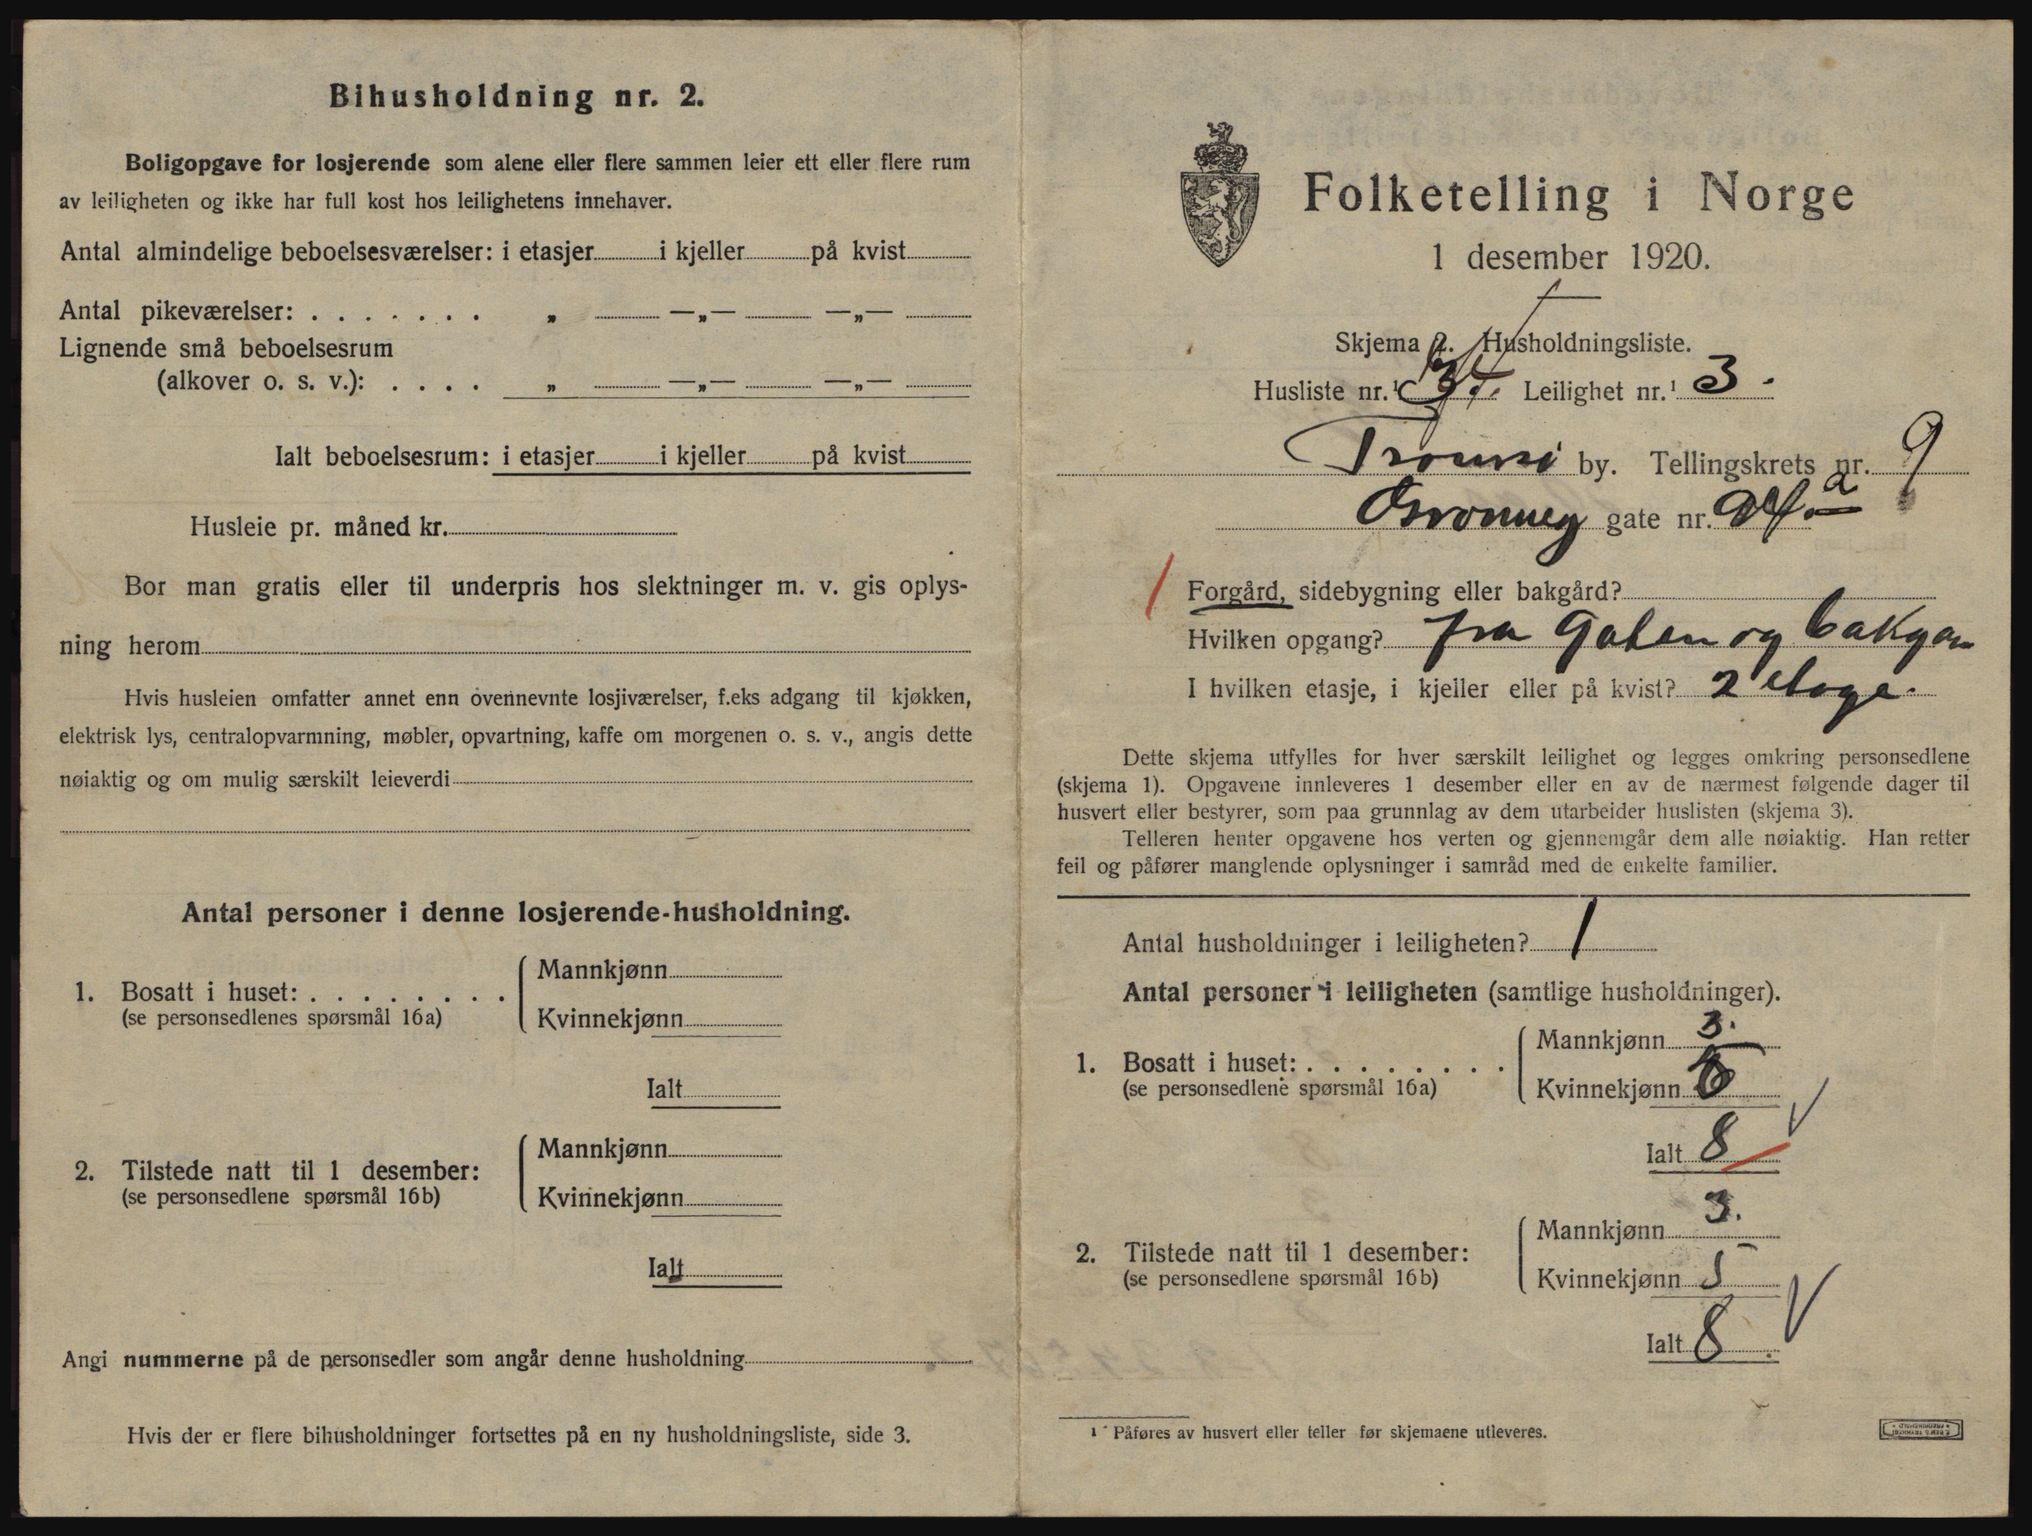 Bihusholdning nr. 2.
Boligopgave for losjerende som alene eller flere sammen leier ett eller flere rum
av leiligheten og ikke har full kost hos leilighetens innehaver.
Antal almindelige beboelsesværelser: i etasjer i kjeller på kvist
Antal pikeværelser: . . . . . . . „ —„— —„—
Lignende små beboelsesrum
(alkover o. s. v.): . . . . „ —„— —„—
Ialt beboelsesrum: i etasjer i kjeller på kvist
Husleie pr. måned kr.
Bor man gratis eller til underpris hos slektninger m. v. gis oplys-
ning herom
Hvis husleien omfatter annet enn ovennevnte losjiværelser, f.eks adgang til kjøkken,
elektrisk lys, centralopvarmning, møbler, opvartning, kaffe om morgenen o. s. v., angis dette
nøiaktig og om mulig særskilt leieverdi
Antal personer i denne losjerende-husholdning.
Mannkjønn
1. Bosatt i huset: . . . . . . . .
(se personsedlenes spørsmål 16a)
Kvinnekjønn
Ialt
Mannkjønn
2. Tilstede natt til 1 desember:
(se personsedlene spørsmål 16b)
Kvinnekjønn
Ialt
Angi nummerne på de personsedler som angår denne husholdning
Hvis der er flere bihusholdninger fortsettes på en ny husholdningsliste, side 3.
Folketelling i Norge
1 desember 1920.
Skjema 2. Husholdningsliste.
Husliste nr.¹ Leilighet nr.¹ 3.
Tromsø by. Tellingskrets nr. 9
gate nr.
Forgård, sidebygning eller bakgård?
Hvilken opgang? fra Gaten og bakgan
I hvilken etasje, i kjeller eller på kvist? 2 etage.
Dette skjema utfylles for hver særskilt leilighet og legges omkring personsedlene
(skjema 1). Opgavene innleveres 1 desember eller en av de nærmest følgende dager til
husvert eller bestyrer, som paa grunnlag av dem utarbeider huslisten (skjema 3).
Telleren henter opgavene hos verten og gjennemgår dem alle nøiaktig. Han retter
feil og påfører manglende oplysninger i samråd med de enkelte familier.
Antal husholdninger i leiligheten? 1
Antal personer i leiligheten (samtlige husholdninger).
Mannkjønn 3.
1. Bosatt i huset: . . . . . . . .
(se personsedlene spørsmål 16a)
Kvinnekjønn
Ialt 8
Mannkjønn 3.
2. Tilstede natt til 1 desember:
(se personsedlene spørsmål 16b)
Kvinnekjønn 5
Ialt 8
¹ Påføres av husvert eller teller før skjemaene utleveres.